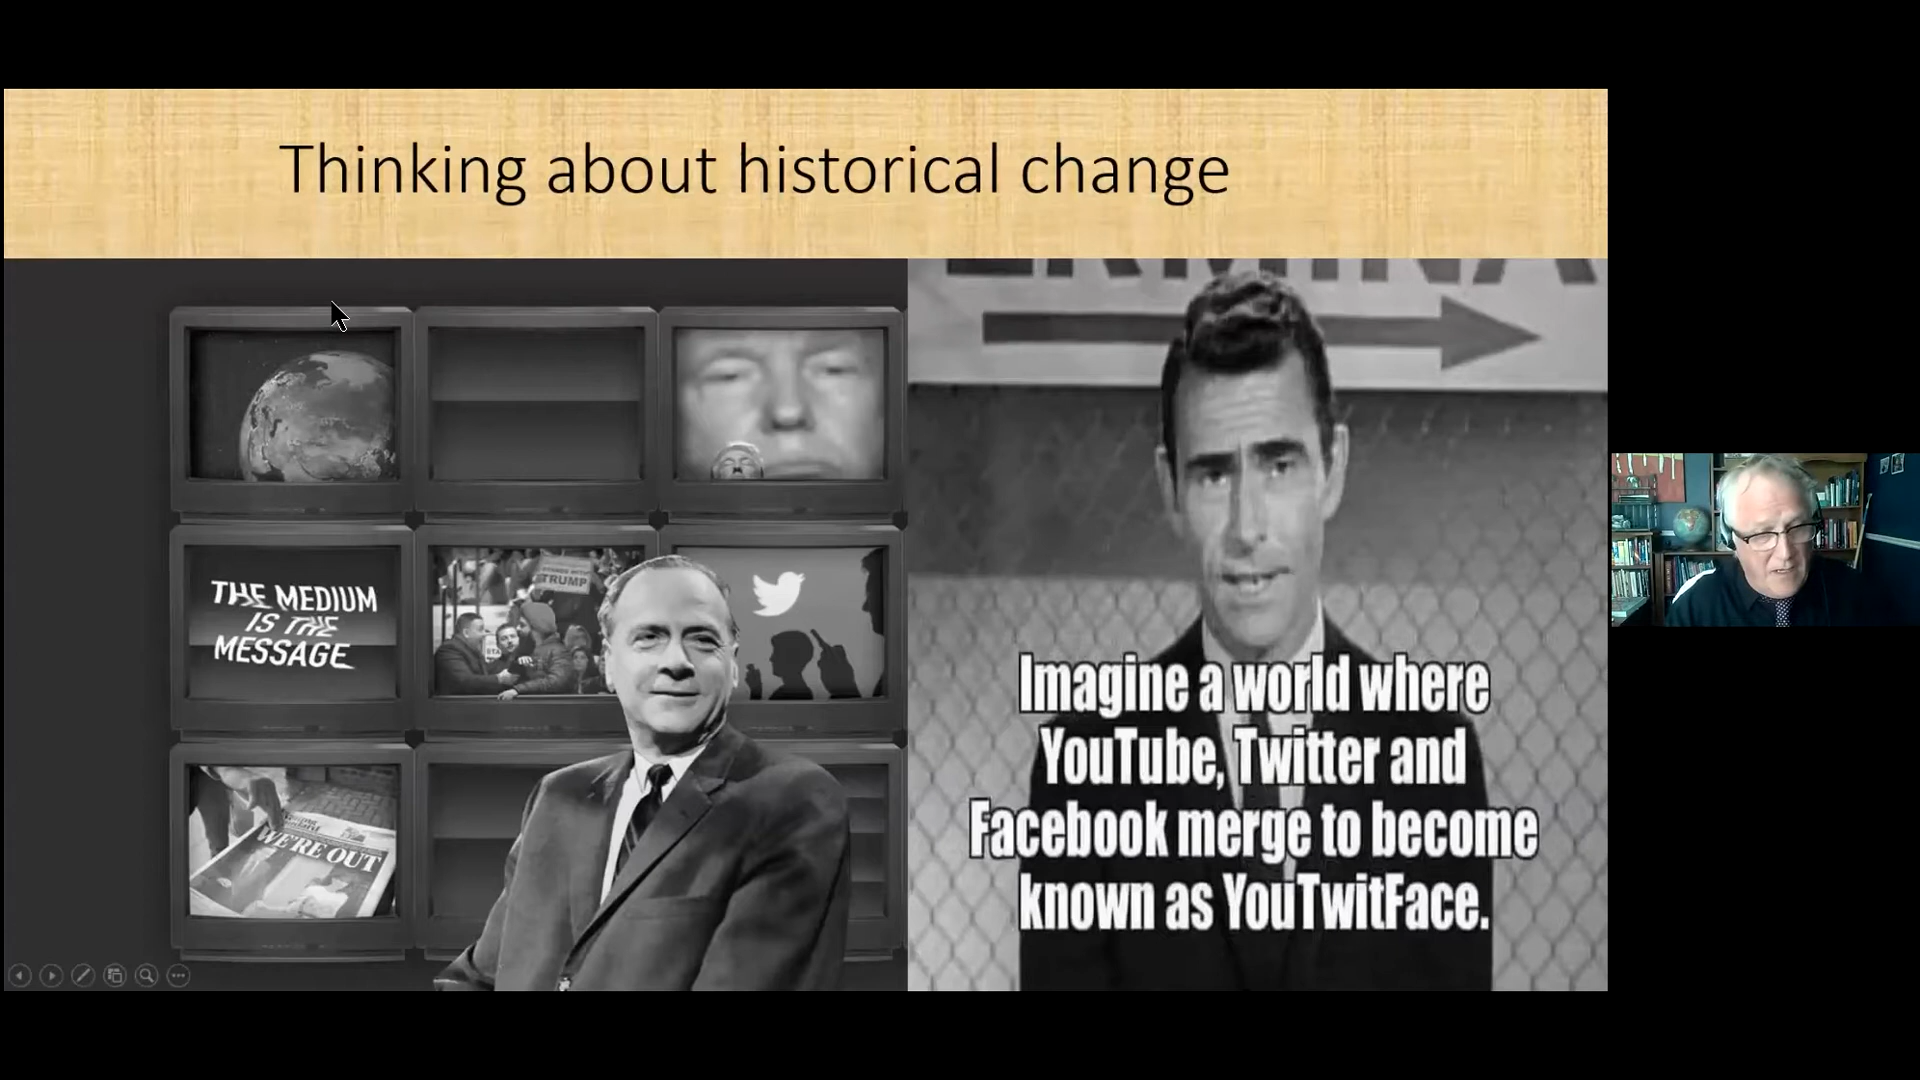 Thinking about historical change
THE MEDIUM
IS THE
MESSAGE
TRUMP
WE'RE OUT
Imagine a world where
YouTube, Twitter and
Facebook merge to become
known as YouTwitFace.